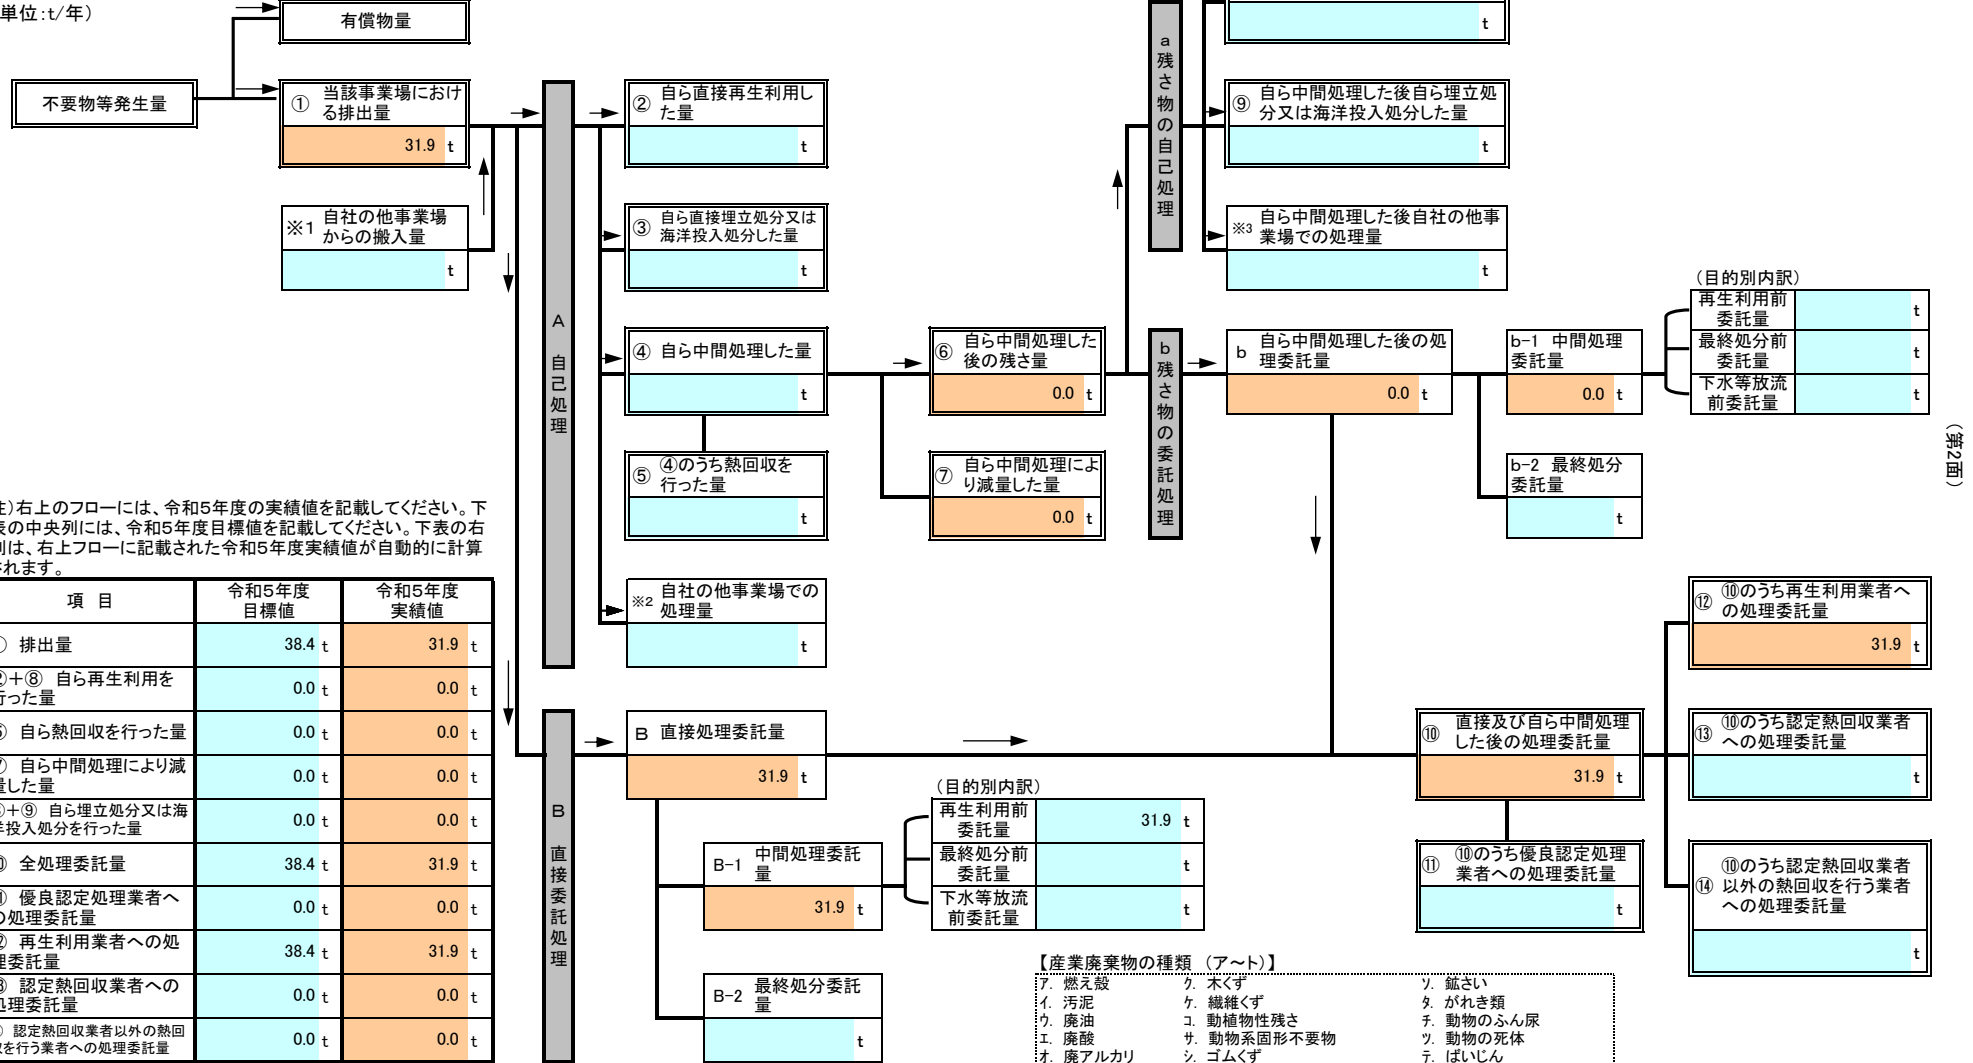 単位:t/年）
有償物量
不要物等発生量
① 当該事業場におけ
る排出量
31.9 t
※1 自社の他事業場
からの搬入量
t
A 自己処理
② 自ら直接再生利用し
た量
t
③ 自ら直接埋立処分又は
海洋投入処分した量
t
④ 自ら中間処理した量
t
⑤ ④のうち熱回収を
行った量
t
※2 自社の他事業場での
処理量
t
⑥ 自ら中間処理した
後の残さ量
0.0 t
⑦ 自ら中間処理によ
り減量した量
0.0 t
a残さ物の自己処理
t
⑨ 自ら中間処理した後自ら埋立処
分又は海洋投入処分した量
t
※3 自ら中間処理した後自社の他事
業場での処理量
t
b残さ物の委託処理
b 自ら中間処理した後の処
理委託量
0.0 t
b-1 中間処理
委託量
0.0 t
b-2 最終処分
委託量
t
（目的別内訳）
再生利用前
委託量
t
最終処分前
委託量
t
下水等放流
前委託量
t
（第2面）
注)右上のフローには、令和5年度の実績値を記載してください。下
表の中央列には、令和5年度目標値を記載してください。下表の右
列は、右上フローに記載された令和5年度実績値が自動的に計算
されます。
項 目
令和5年度
目標値
令和5年度
実績値
① 排出量 38.4 t 31.9 t
②+⑧ 自ら再生利用を
行った量 0.0 t 0.0 t
⑤ 自ら熱回収を行った量 0.0 t 0.0 t
⑦ 自ら中間処理により減
量した量 0.0 t 0.0 t
③+⑨ 自ら埋立処分又は海
洋投入処分を行った量 0.0 t 0.0 t
⑩ 全処理委託量 38.4 t 31.9 t
⑪ 優良認定処理業者へ
の処理委託量 0.0 t 0.0 t
⑫ 再生利用業者への処
理委託量 38.4 t 31.9 t
⑬ 認定熱回収業者への
処理委託量 0.0 t 0.0 t
⑭ 認定熱回収業者以外の熱回
収を行う業者への処理委託量 0.0 t 0.0 t
B 直接委託処理
B 直接処理委託量
31.9 t
B-1 中間処理委託
量
31.9 t
B-2 最終処分委託
量
t
（目的別内訳）
再生利用前
委託量
31.9 t
最終処分前
委託量
t
下水等放流
前委託量
t
⑩ 直接及び自ら中間処理
した後の処理委託量
31.9 t
⑪ ⑩のうち優良認定処理
業者への処理委託量
t
⑫ ⑩のうち再生利用業者へ
の処理委託量
31.9 t
⑬ ⑩のうち認定熱回収業者
への処理委託量
t
⑭ ⑩のうち認定熱回収業者
以外の熱回収を行う業者
への処理委託量
t
【産業廃棄物の種類 （ア～ト）】
ア. 燃え殻 ク. 木くず ソ. 鉱さい
イ. 汚泥 ケ. 繊維くず タ. がれき類
ウ. 廃油 コ. 動植物性残さ チ. 動物のふん尿
エ. 廃酸 サ. 動物系固形不要物 ツ. 動物の死体
オ. 廃アルカリ シ. ゴムくず テ. ばいじん